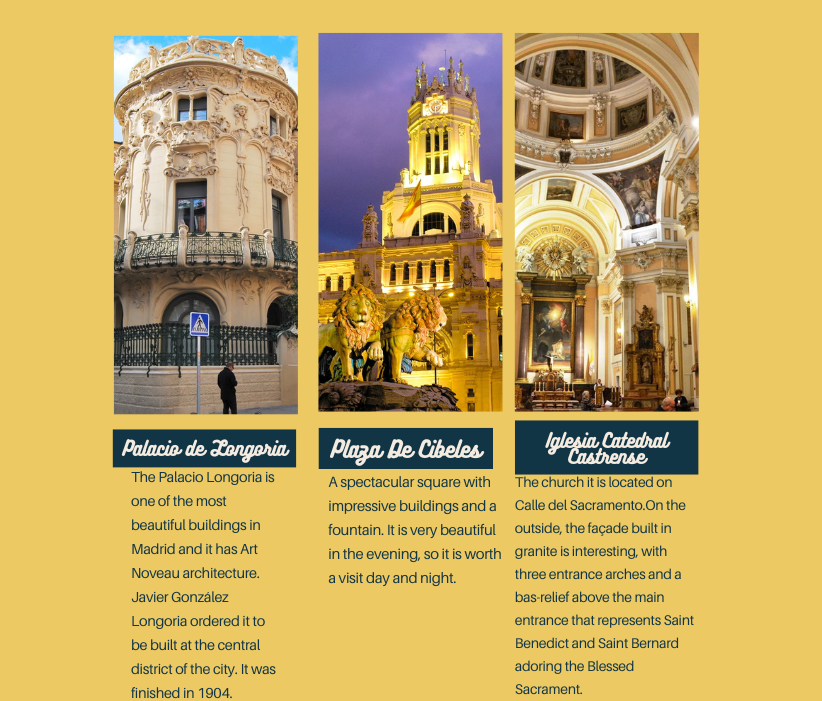 Palacio de Longoria
The Palacio Longoria is
one of the most
beautiful buildings in
Madrid and it has Art
Noveau architecture.
Javier González
Longoria ordered it to
be built at the central
district of the city. It was
finished in 1904.
Plaza De Cibeles
A spectacular square with
impressive buildings and a
fountain. It is very beautiful
in the evening, so it is worth
a visit day and night.
Iglesia Catedral
Castrense
The church it is located on
Calle del Sacramento.On the
outside, the façade built in
granite is interesting, with
three entrance arches and a
bas-relief above the main
entrance that represents Saint
Benedict and Saint Bernard
adoring the Blessed
Sacrament.